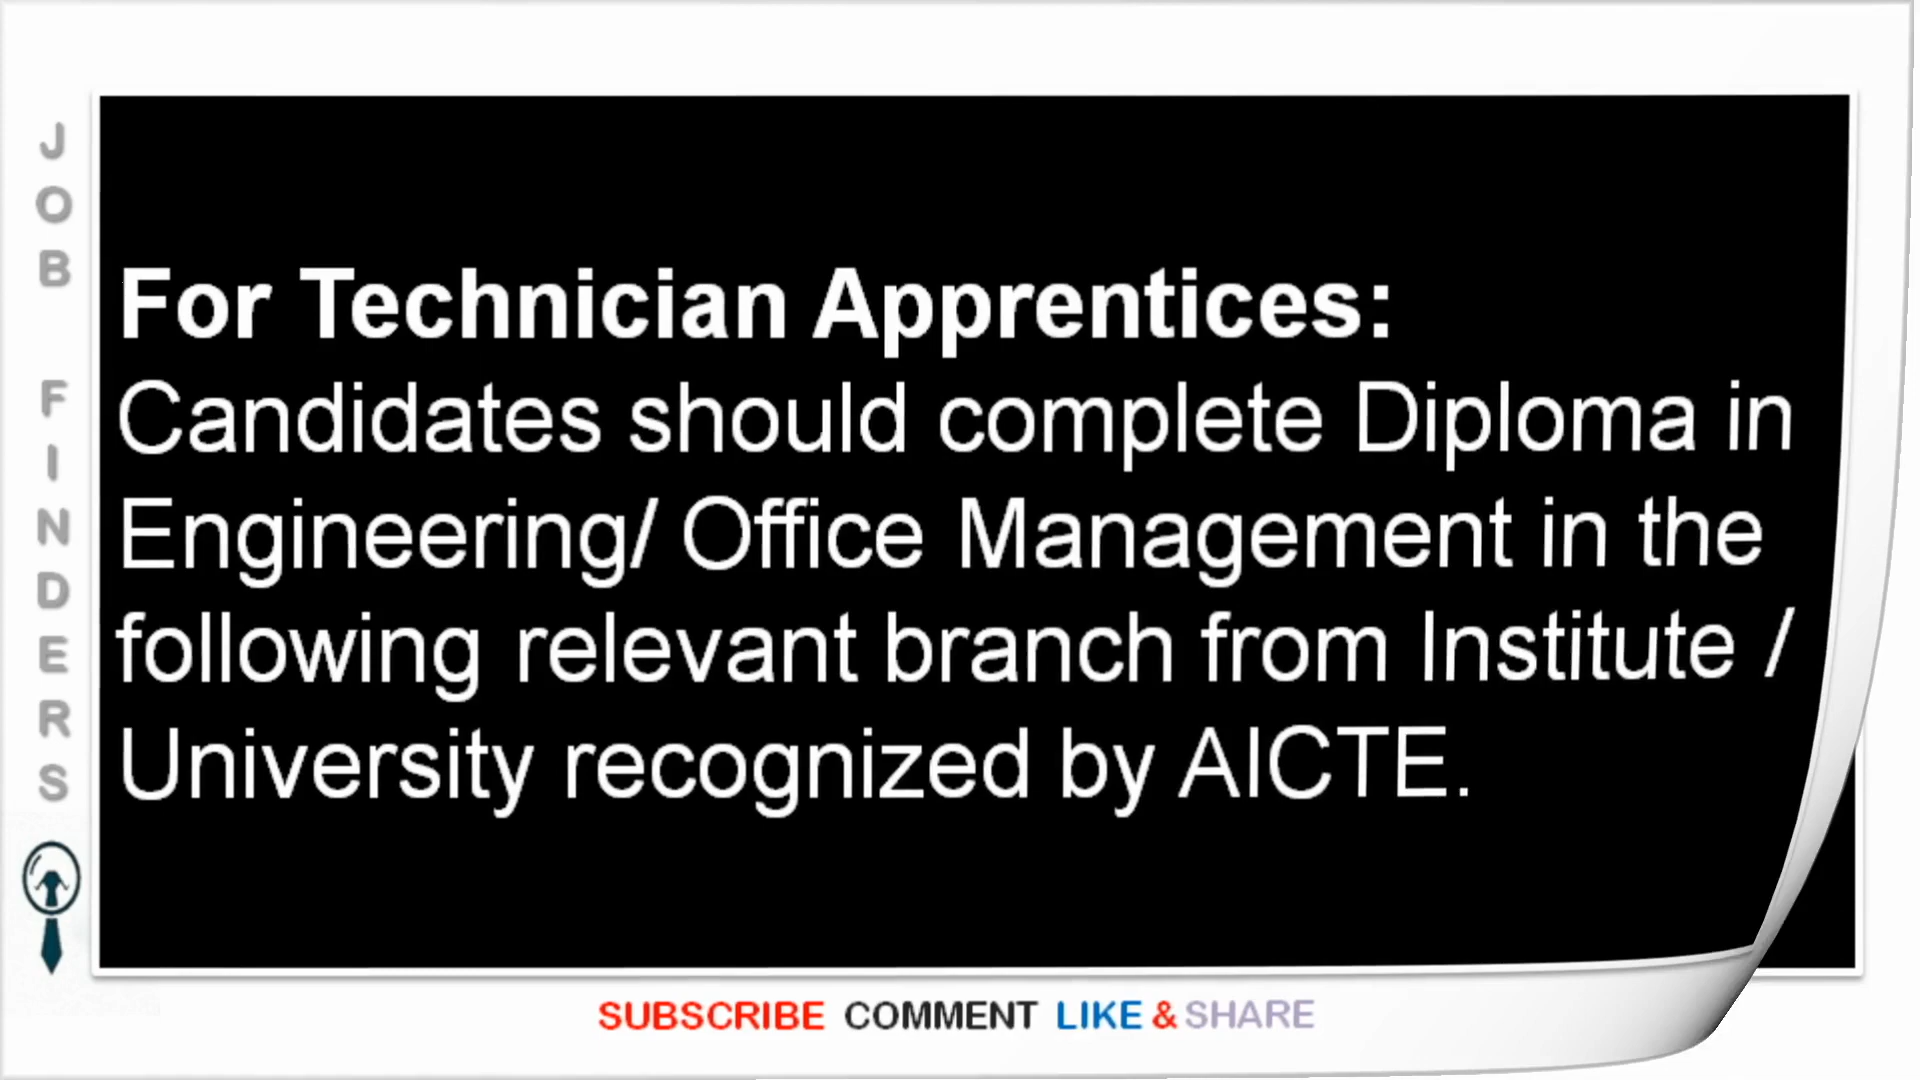 JOB FINDERS
For Technician Apprentices:
Candidates should complete Diploma in
Engineering/ Office Management in the
following relevant branch from Institute /
University recognized by AICTE.
SUBSCRIBE COMMENT LIKE & SHARE